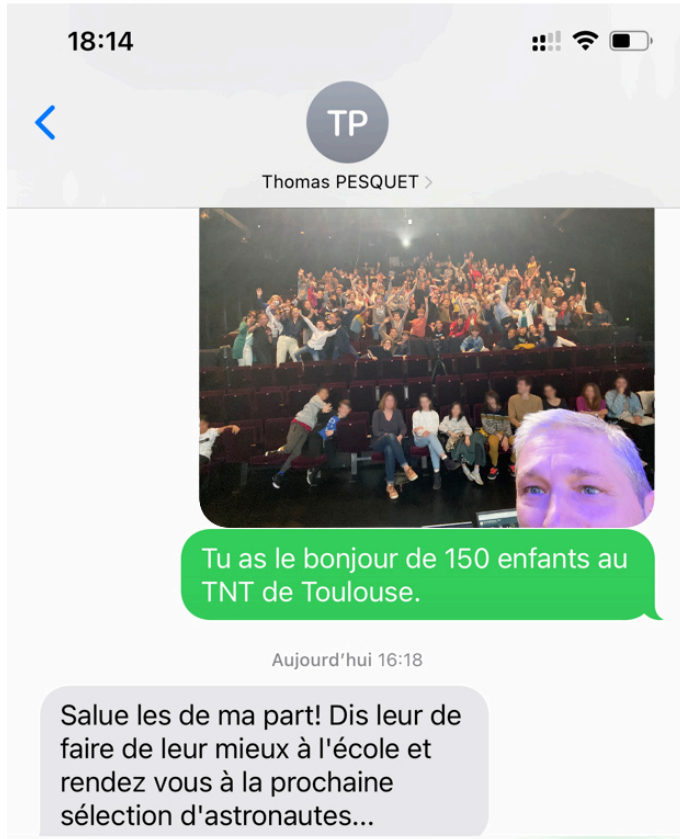 18:14
TP
Thomas PESQUET
Tu as le bonjour de 150 enfants au
TNT de Toulouse.
Aujourd'hui 16:18
Salue les de ma part! Dis leur de
faire de leur mieux à l'école et
rendez vous à la prochaine
sélection d'astronautes...